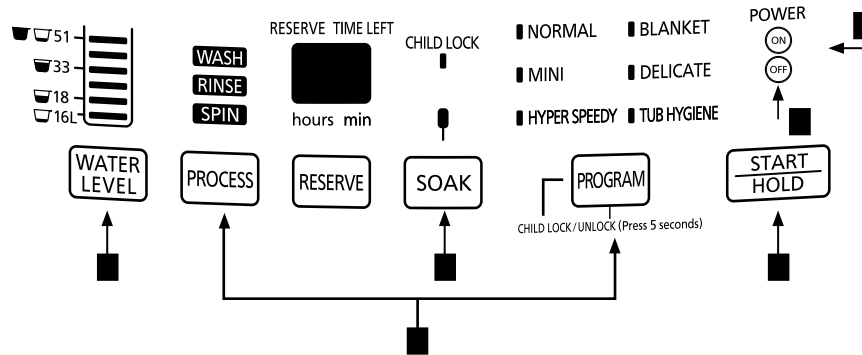 51
33
18
16L
WASH
RINSE
SPIN
RESERVE TIME LEFT
hours min
CHILD LOCK
NORMAL
MINI
HYPER SPEEDY
BLANKET
DELICATE
TUB HYGIENE
POWER
ON
OFF
WATER
LEVEL
PROCESS
RESERVE
SOAK
PROGRAM
START
HOLD
CHILD LOCK/UNLOCK (Press 5 seconds)